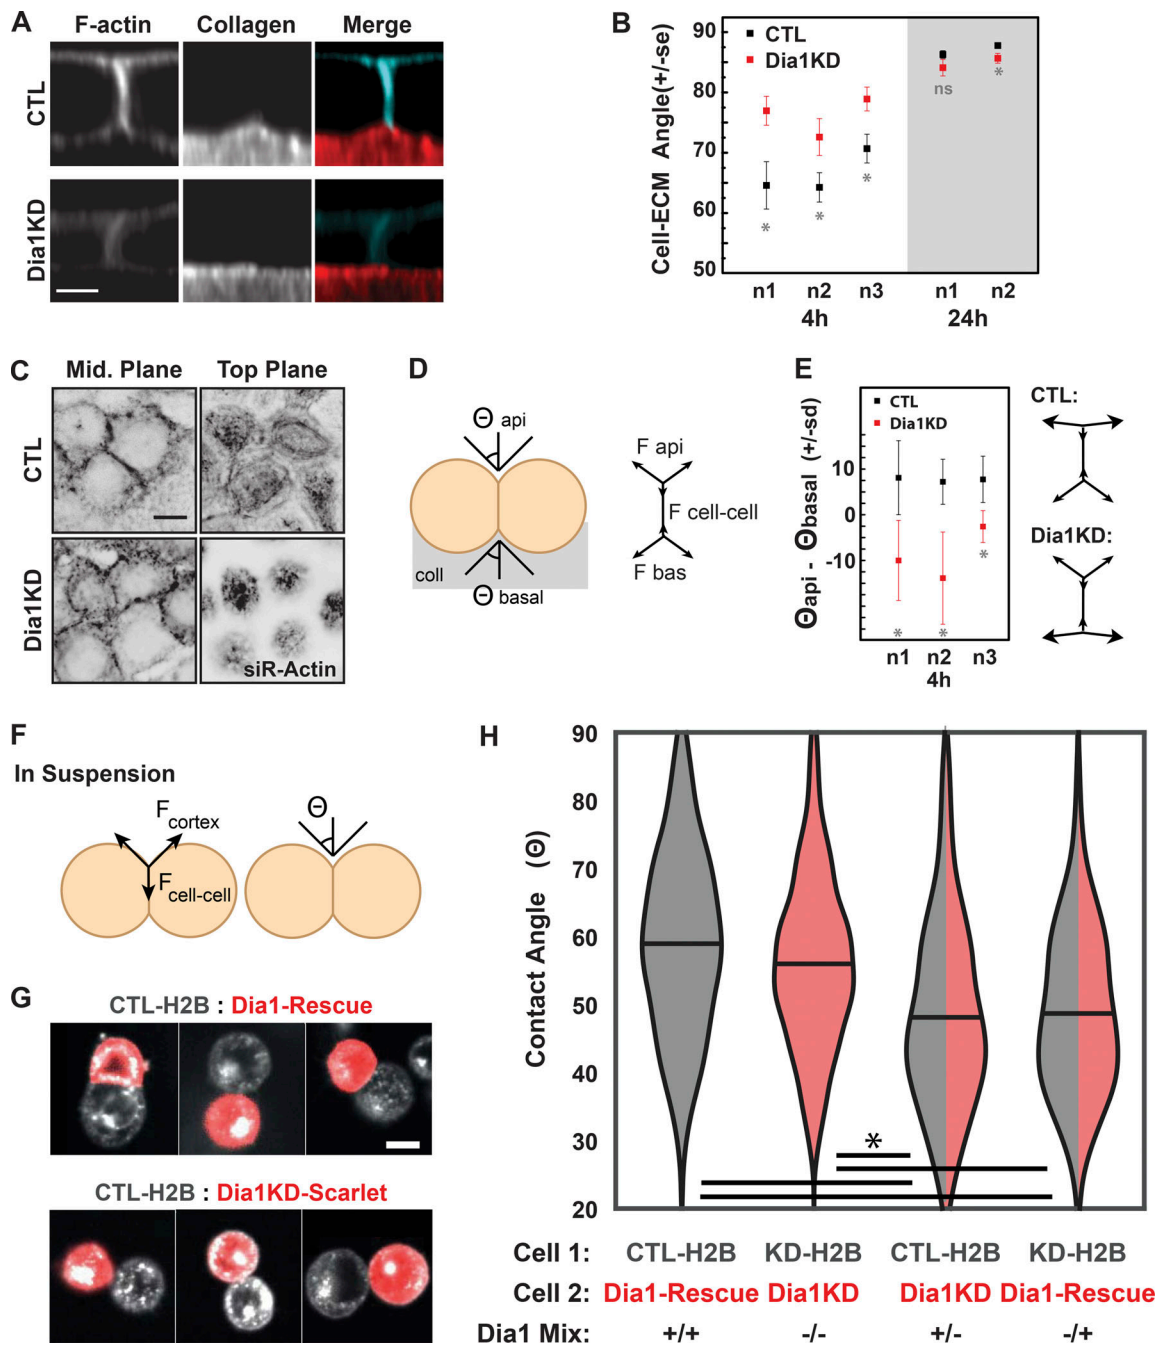 A
F-actin Collagen Merge
CTL
Dia1KD
B
Cell-ECM Angle(+/-se)
90
80
70
60
50
CTL
Dia1KD
*
*
*
ns
*
n1 n2 n3 n1 n2
4h 24h
C
Mid. Plane Top Plane
CTL
Dia1KD
siR-Actin
D
Θ api
coll
Θ basal
F api
F cell-cell
F bas
E
Θapi - Θbasal (+/-sd)
CTL
Dia1KD
10
0
-10
*
*
*
n1 n2 n3
4h
CTL:
Dia1KD:
F
In Suspension
Fcortex
Fcell-cell
Θ
G
CTL-H2B : Dia1-Rescue
CTL-H2B : Dia1KD-Scarlet
H
Contact Angle (Θ)
90
80
70
60
50
40
30
20
*
Cell 1: CTL-H2B KD-H2B CTL-H2B KD-H2B
Cell 2: Dia1-Rescue Dia1KD Dia1KD Dia1-Rescue
Dia1 Mix: +/+ -/- +/- -/+